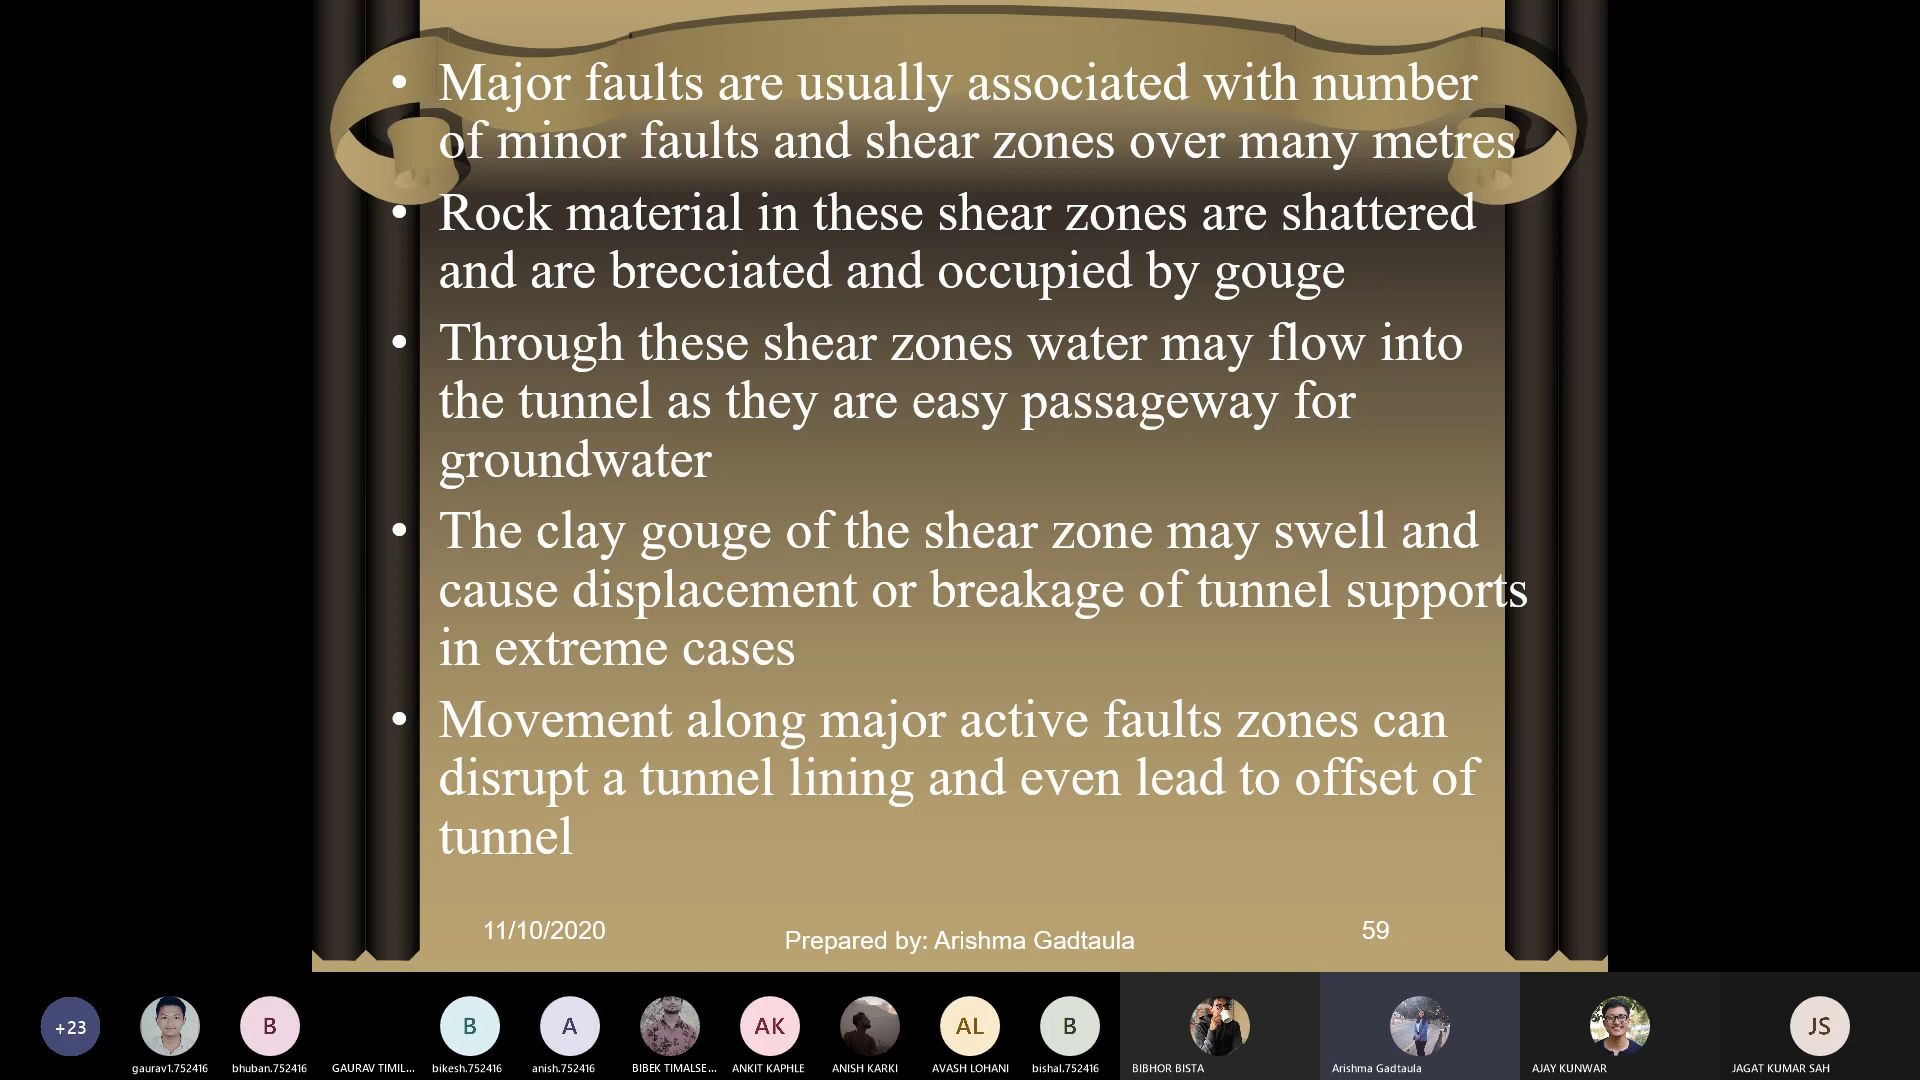 • Major faults are usually associated with number
of minor faults and shear zones over many metres
• Rock material in these shear zones are shattered
and are brecciated and occupied by gouge
• Through these shear zones water may flow into
the tunnel as they are easy passageway for
groundwater
• The clay gouge of the shear zone may swell and
cause displacement or breakage of tunnel supports
in extreme cases
• Movement along major active faults zones can
disrupt a tunnel lining and even lead to offset of
tunnel
11/10/2020
Prepared by: Arishma Gadtaula
59
+23
B
B
A
AK
AL
B
JS
gaurav1.752416
bhuban.752416
GAURAV TIMIL...
bikesh.752416
anish.752416
BIBEK TIMALSE...
ANKIT KAPHLE
ANISH KARKI
AVASH LOHANI
bishal.752416
BIBHOR BISTA
Arishma Gadtaula
AJAY KUNWAR
JAGAT KUMAR SAH